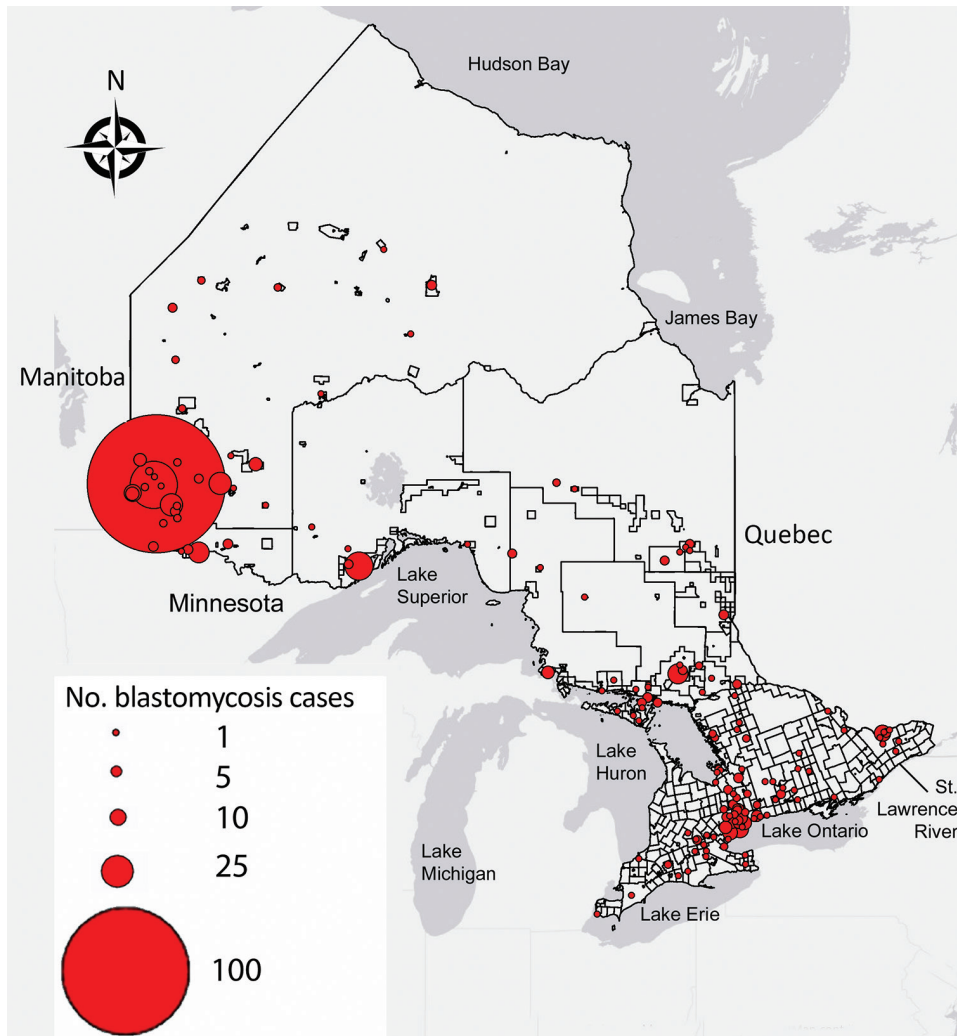 Hudson Bay
N
James Bay
Manitoba
Quebec
Lake
Superior
Minnesota
No. blastomycosis cases
1
5
10
25
100
Lake
Huron
St.
Lawrence
River
Lake Ontario
Lake
Michigan
Lake Erie